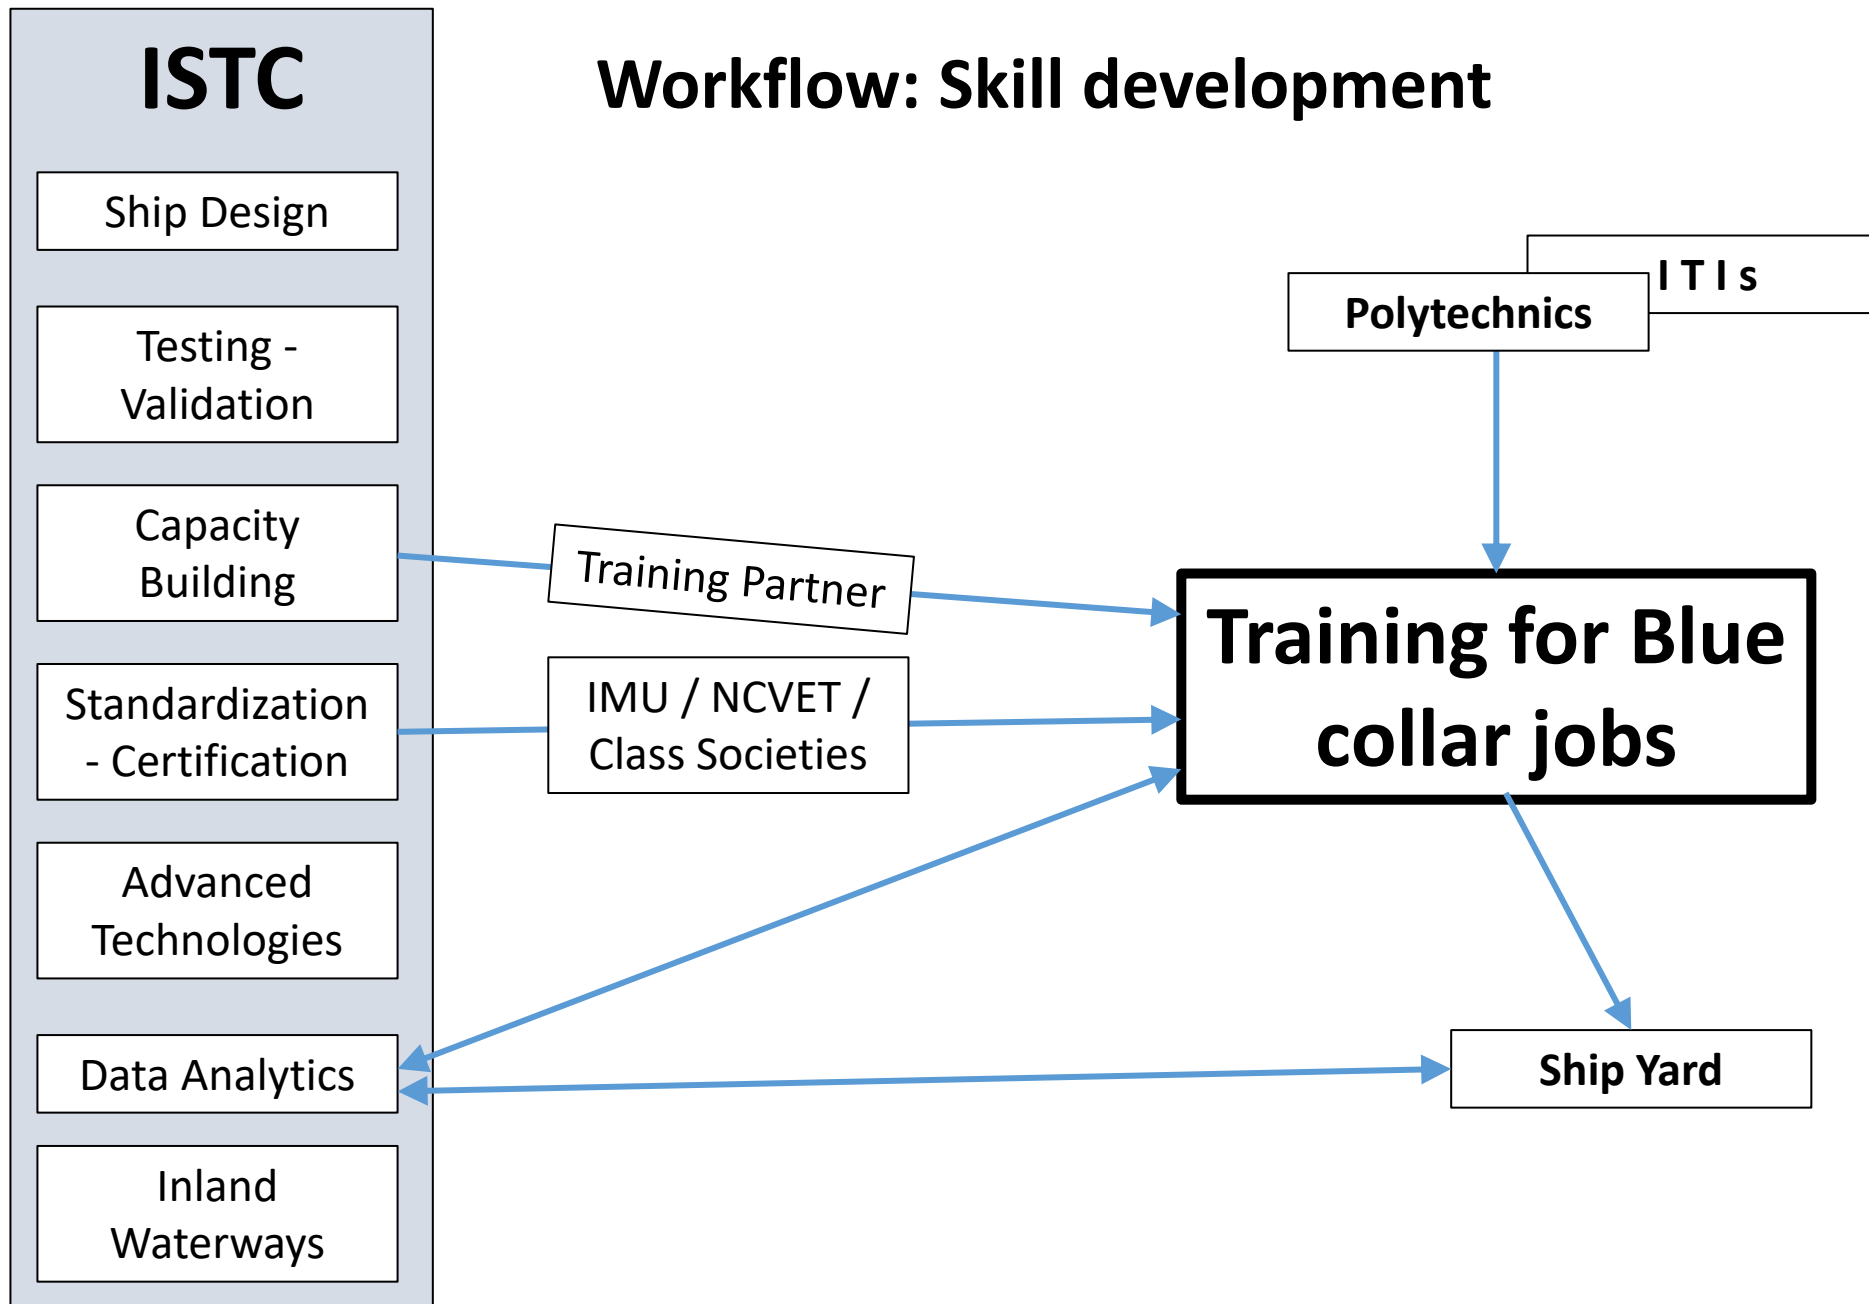 ISTC
Workflow: Skill development
Ship Design
Testing -
Validation
Capacity
Building
Standardization
- Certification
Advanced
Technologies
Data Analytics
Inland
Waterways
Training Partner
IMU / NCVET /
Class Societies
I T I s
Polytechnics
Training for Blue
collar jobs
Ship Yard